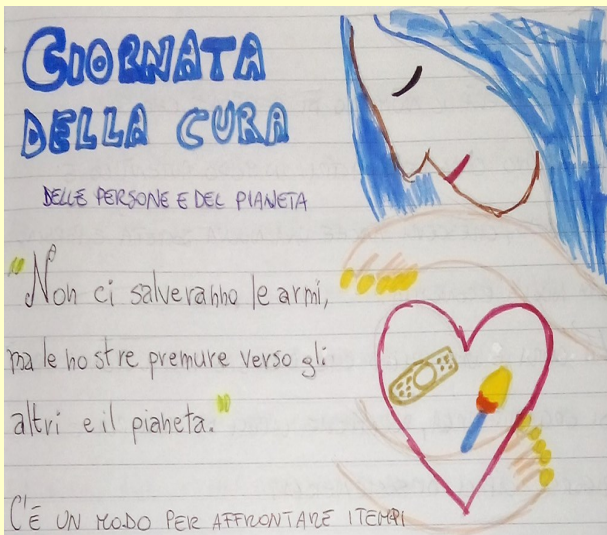 GIORNATA
DELLA CURA
DELLE PERSONE E DEL PIANETA
"Non ci salveranno le armi,
ma le nostre premure verso gli
altri e il pianeta."
C'È UN MODO PER AFFRONTARE I TEMPI